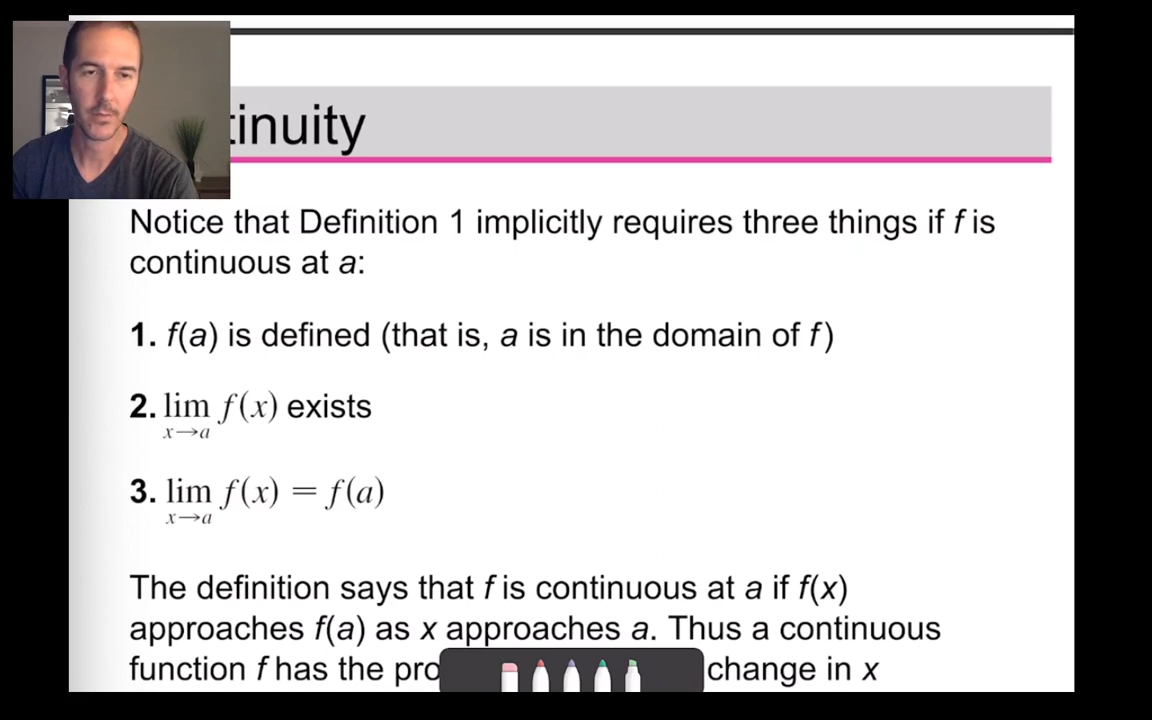 tinuity
Notice that Definition 1 implicitly requires three things if f is
continuous at a:
1. f(a) is defined (that is, a is in the domain of f)
2. lim f(x) exists
x→a
3. lim f(x) = f(a)
x→a
The definition says that f is continuous at a if f(x)
approaches f(a) as x approaches a. Thus a continuous
function f has the pro change in x